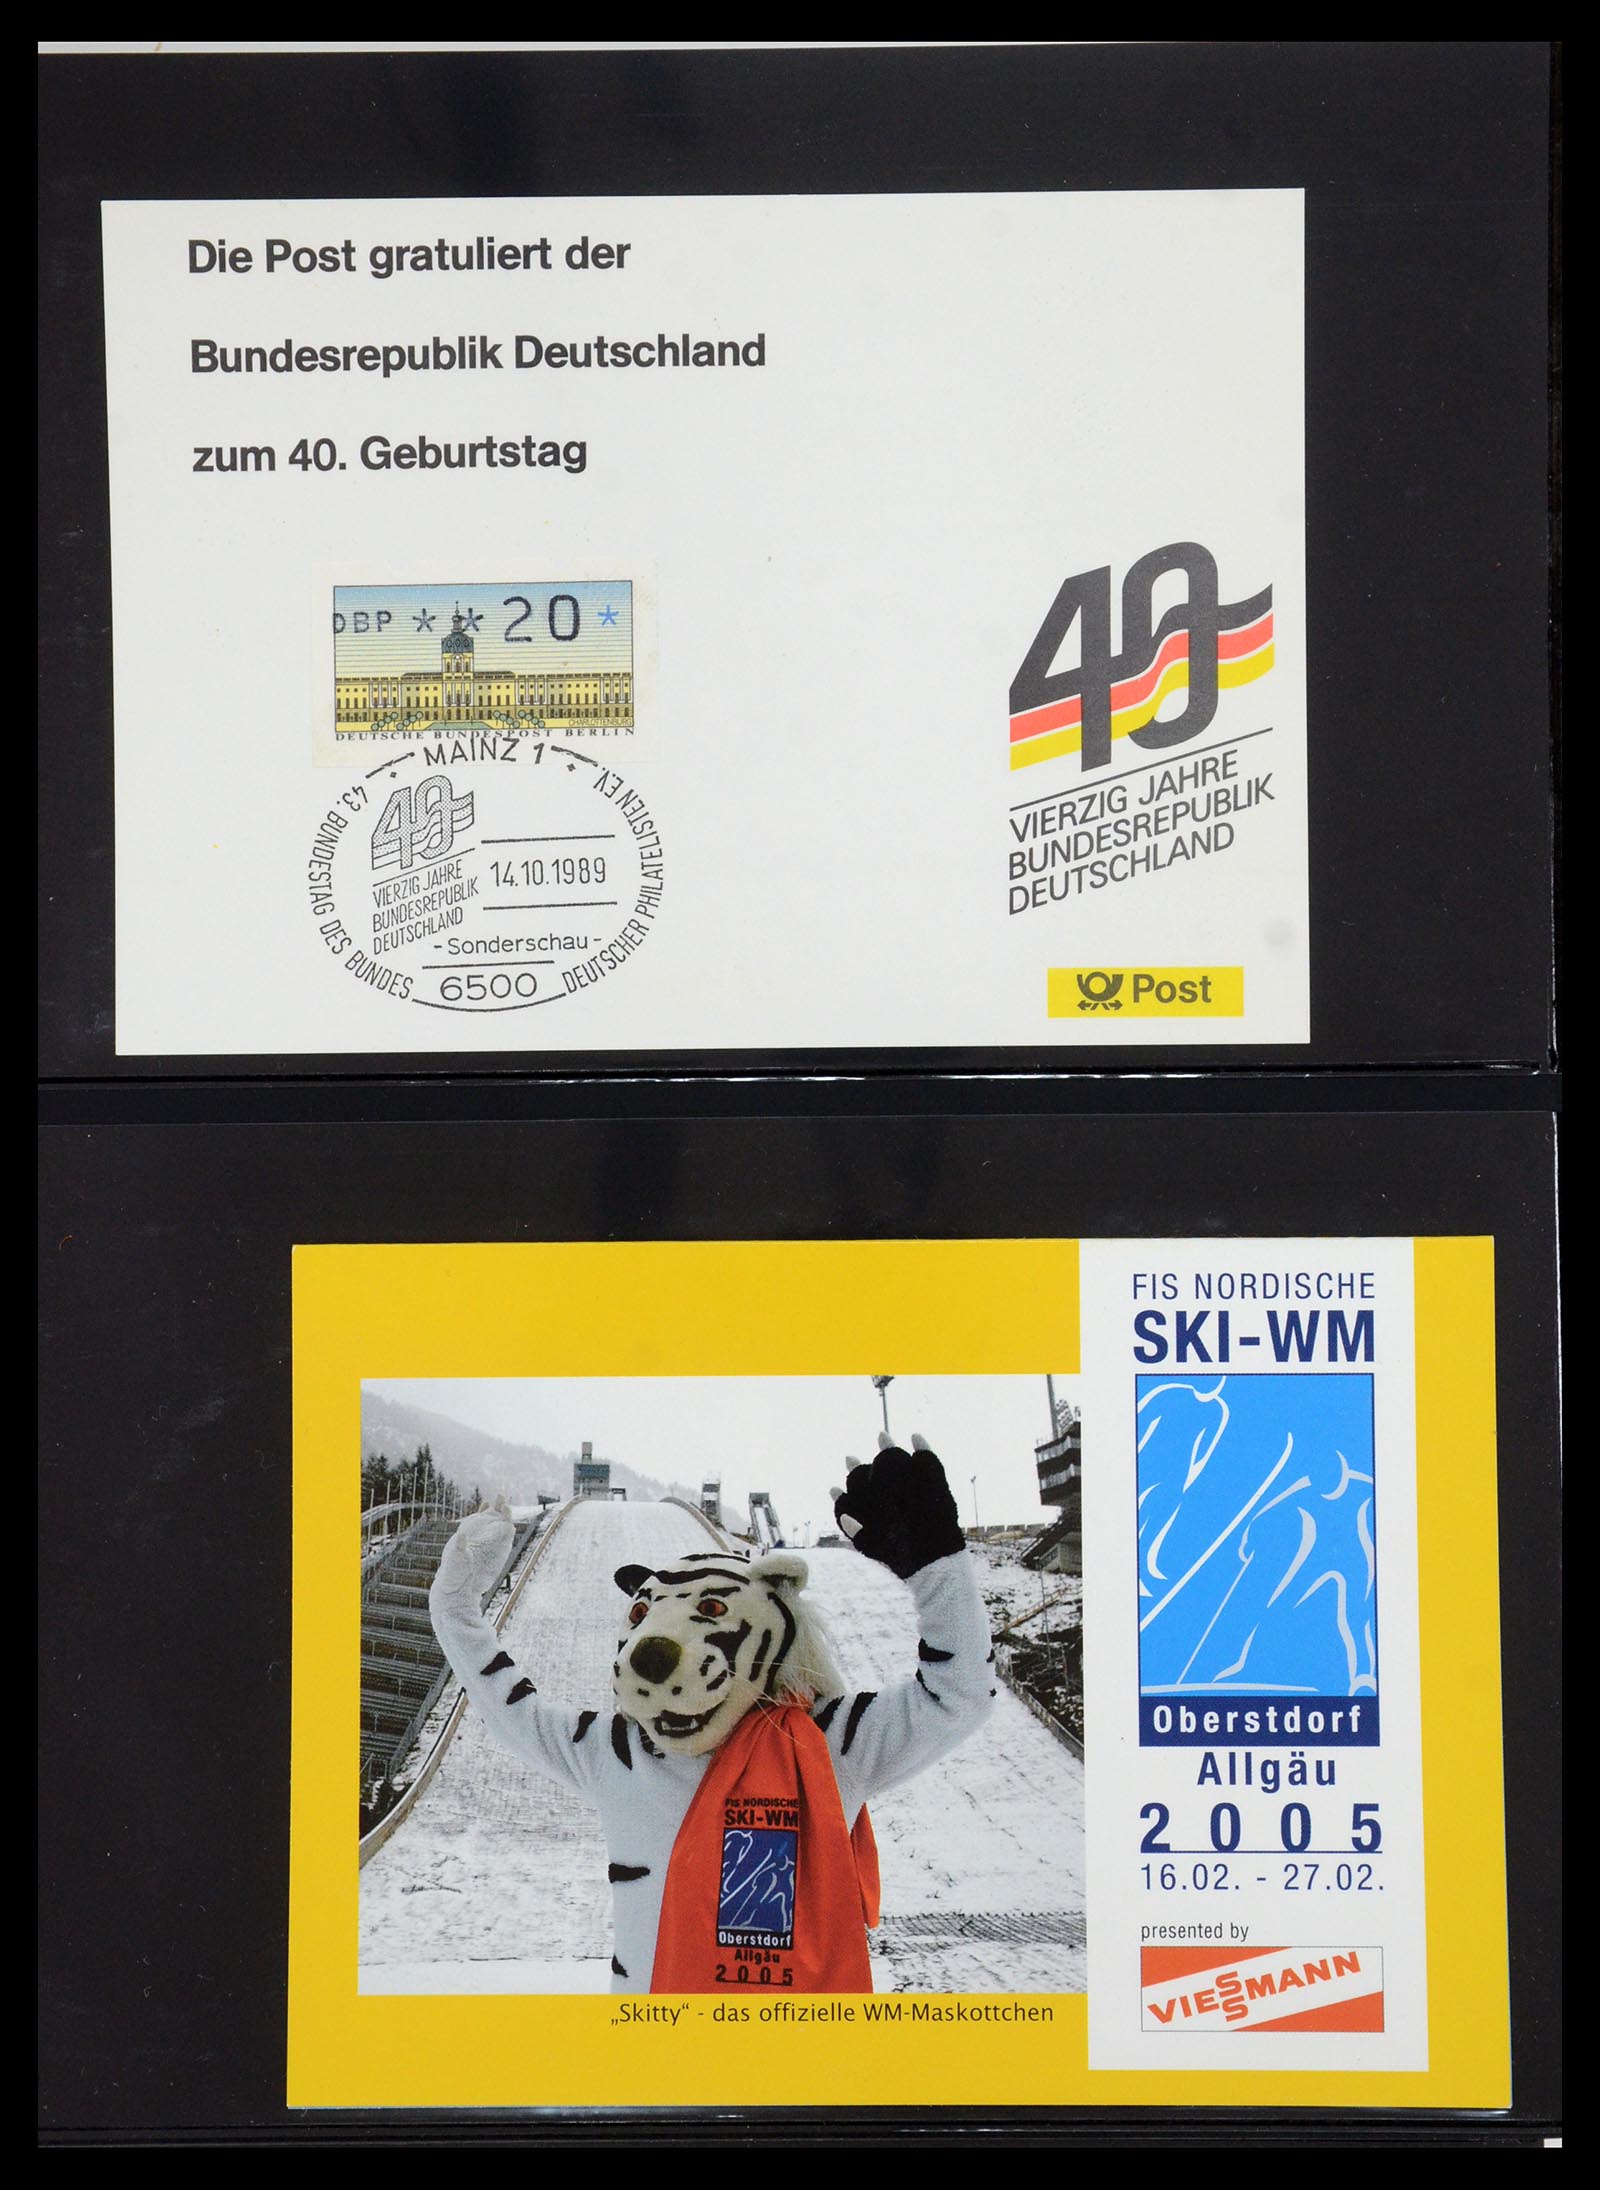 Die Post gratuliert der
Bundesrepublik Deutschland
zum 40. Geburtstag
DBP * * 20 *
CHARLOTTENBURG
DEUTSCHE BUNDESPOST BERLIN
MAINZ 1
43. BUNDESTAG DES BUNDES DEUTSCHER PHILATELISTEN E.V.
40
VIERZIG JAHRE
BUNDESREPUBLIK
DEUTSCHLAND
14.10.1989
- Sonderschau -
6500
40
VIERZIG JAHRE
BUNDESREPUBLIK
DEUTSCHLAND
Post
FIS NORDISCHE
SKI-WM
Oberstdorf
Allgäu
2005
16.02. - 27.02.
presented by
VIESSMANN
FIS NORDISCHE
SKI-WM
Oberstdorf
Allgäu
2005
„Skitty“ - das offizielle WM-Maskottchen